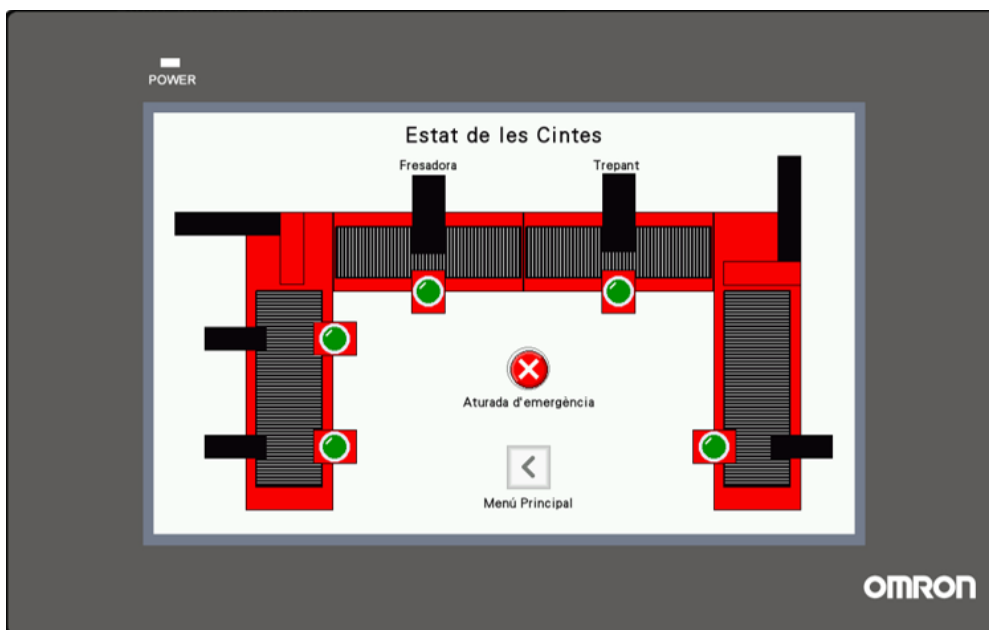 POWER
Estat de les Cintes
Fresadora
Trepant
Aturada d'emergència
Menú Principal
OMRON